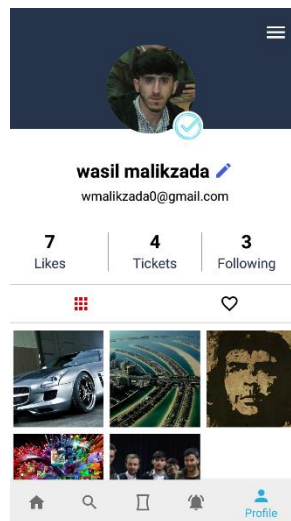 wasil malikzada
wmalikzada0@gmail.com
7 4 3
Likes Tickets Following
Profile